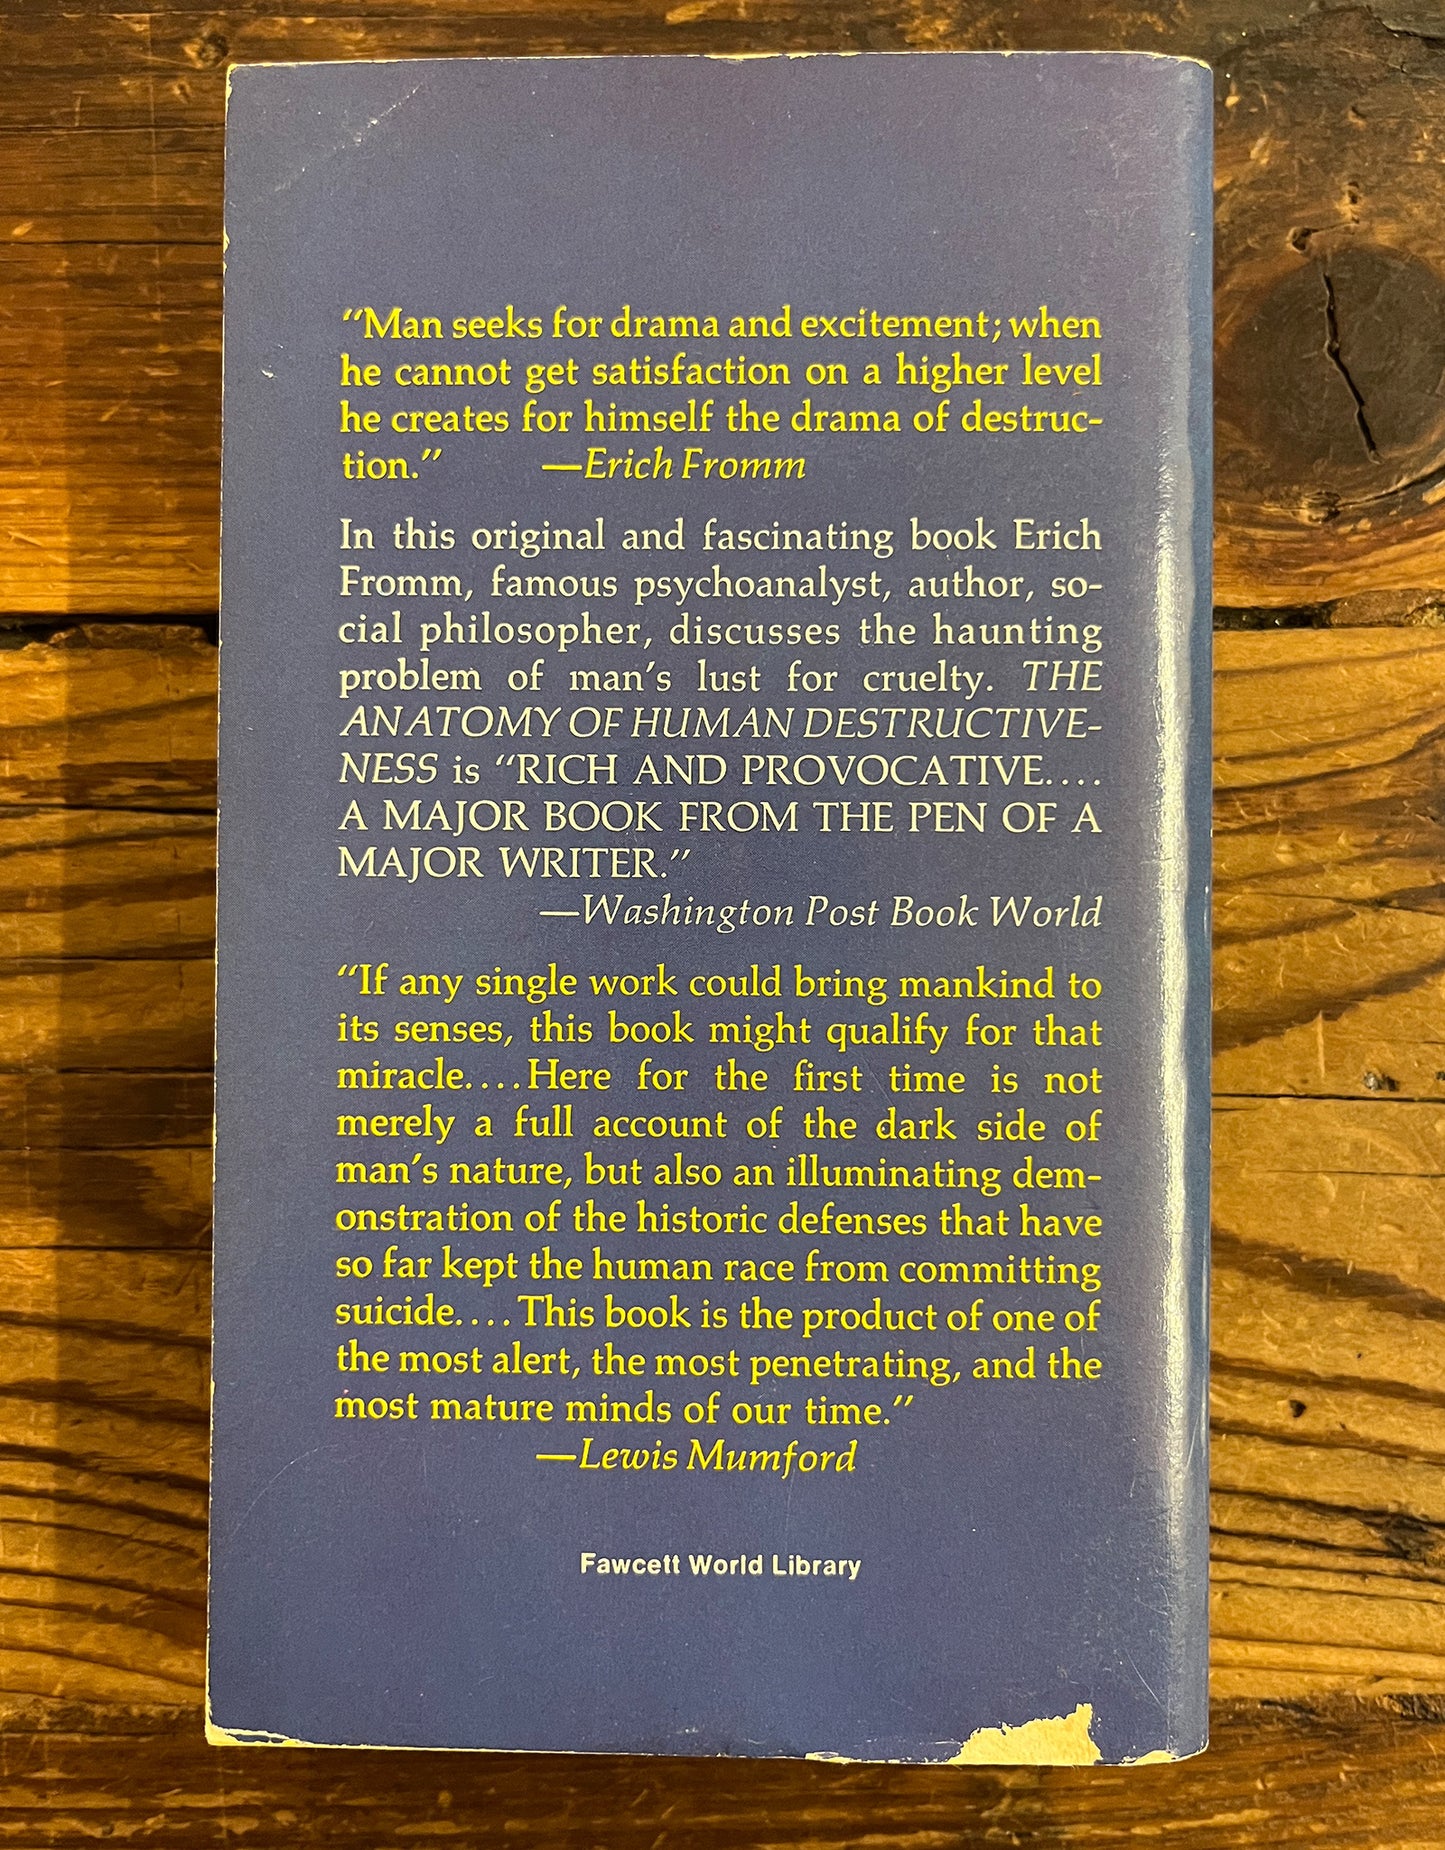 “Man seeks for drama and excitement; when
he cannot get satisfaction on a higher level
he creates for himself the drama of destruc-
tion.” —Erich Fromm
In this original and fascinating book Erich
Fromm, famous psychoanalyst, author, so-
cial philosopher, discusses the haunting
problem of man’s lust for cruelty. THE
ANATOMY OF HUMAN DESTRUCTIVE-
NESS is “RICH AND PROVOCATIVE....
A MAJOR BOOK FROM THE PEN OF A
MAJOR WRITER.”
—Washington Post Book World
“If any single work could bring mankind to
its senses, this book might qualify for that
miracle....Here for the first time is not
merely a full account of the dark side of
man’s nature, but also an illuminating dem-
onstration of the historic defenses that have
so far kept the human race from committing
suicide.... This book is the product of one of
the most alert, the most penetrating, and the
most mature minds of our time.”
—Lewis Mumford
Fawcett World Library